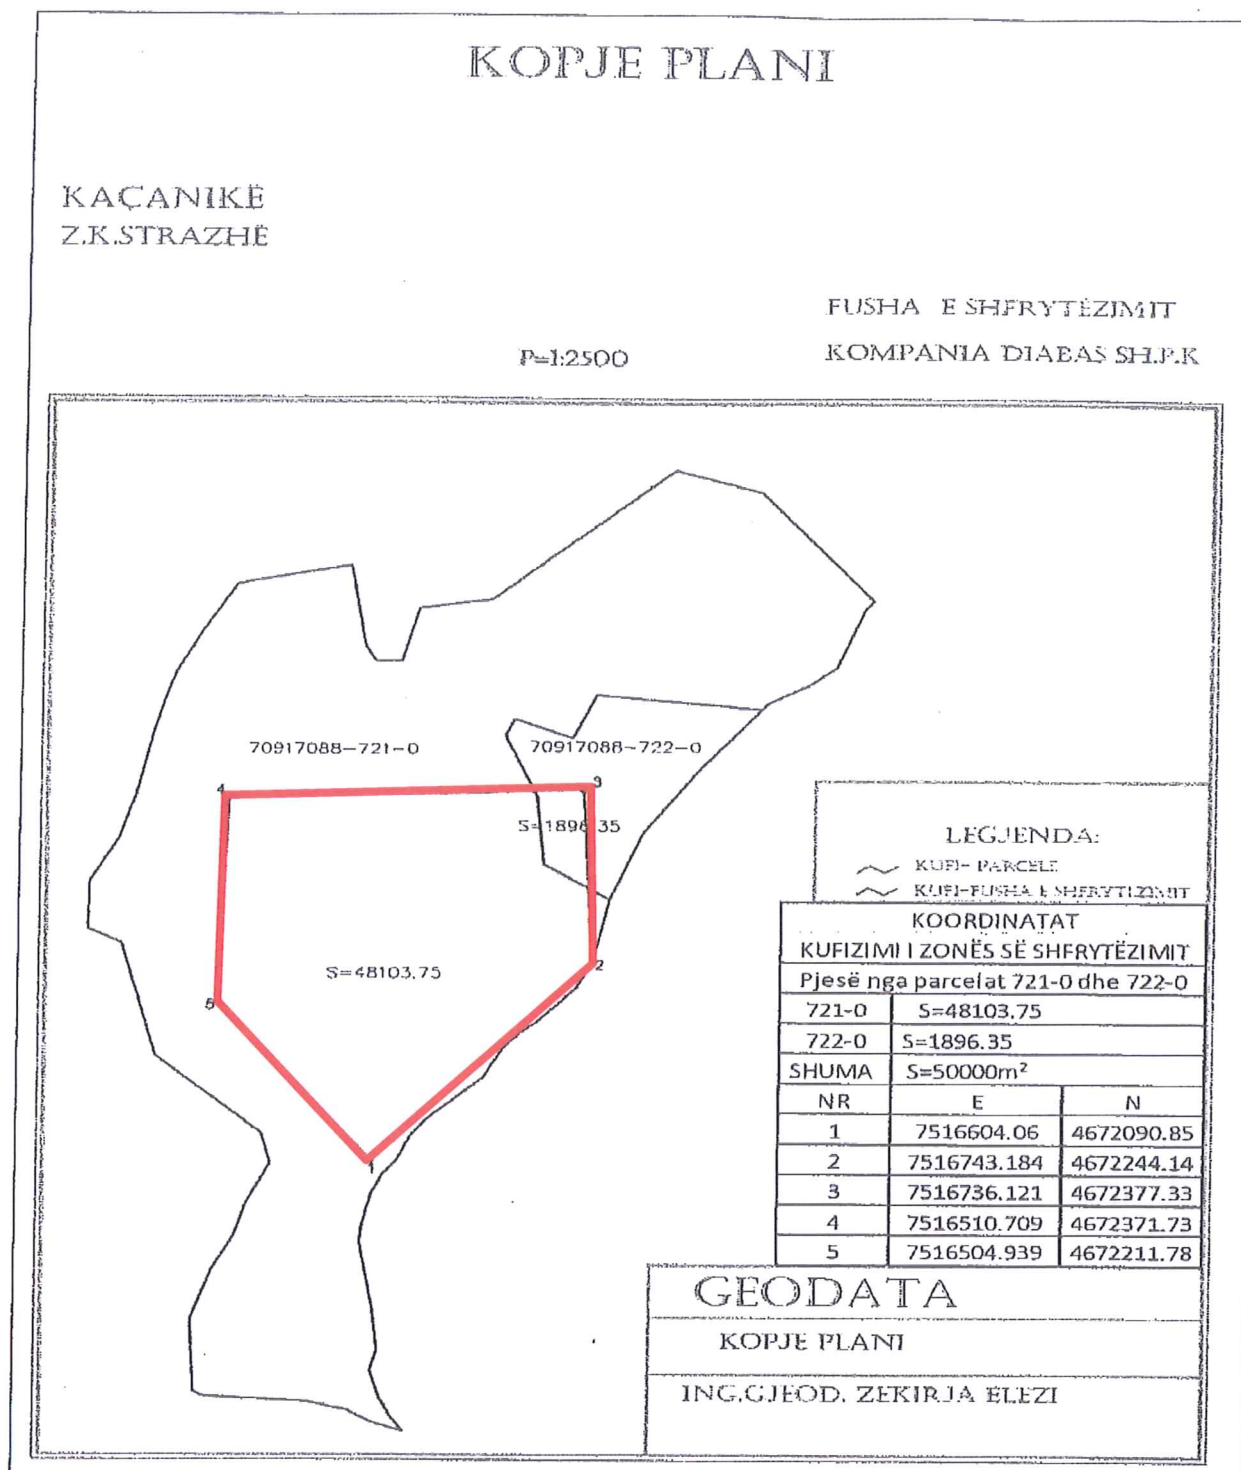 KOPJE PLANI
KAÇANIKË
Z.K.STRAZHË
FUSHA E SHFRYTËZIMIT
P=1:2500
KOMPANIA DIABAS SH.P.K
70917088-721-0
70917088-722-0
4
3
S=1896.35
S=48103.75
2
5
1
LEGJENDA:
KUFI- PARCELE
KUFI-FUSHA E SHFRYTIZIMIT
KOORDINATAT
KUFIZIMI I ZONËS SË SHFRYTËZIMIT
Pjesë nga parcelat 721-0 dhe 722-0
721-0 S=48103.75
722-0 S=1896.35
SHUMA S=50000m²
NR E N
1 7516604.06 4672090.85
2 7516743.184 4672244.14
3 7516736.121 4672377.33
4 7516510.709 4672371.73
5 7516504.939 4672211.78
GEODATA
KOPJE PLANI
ING.GJEOD. ZEKIRJA ELEZI